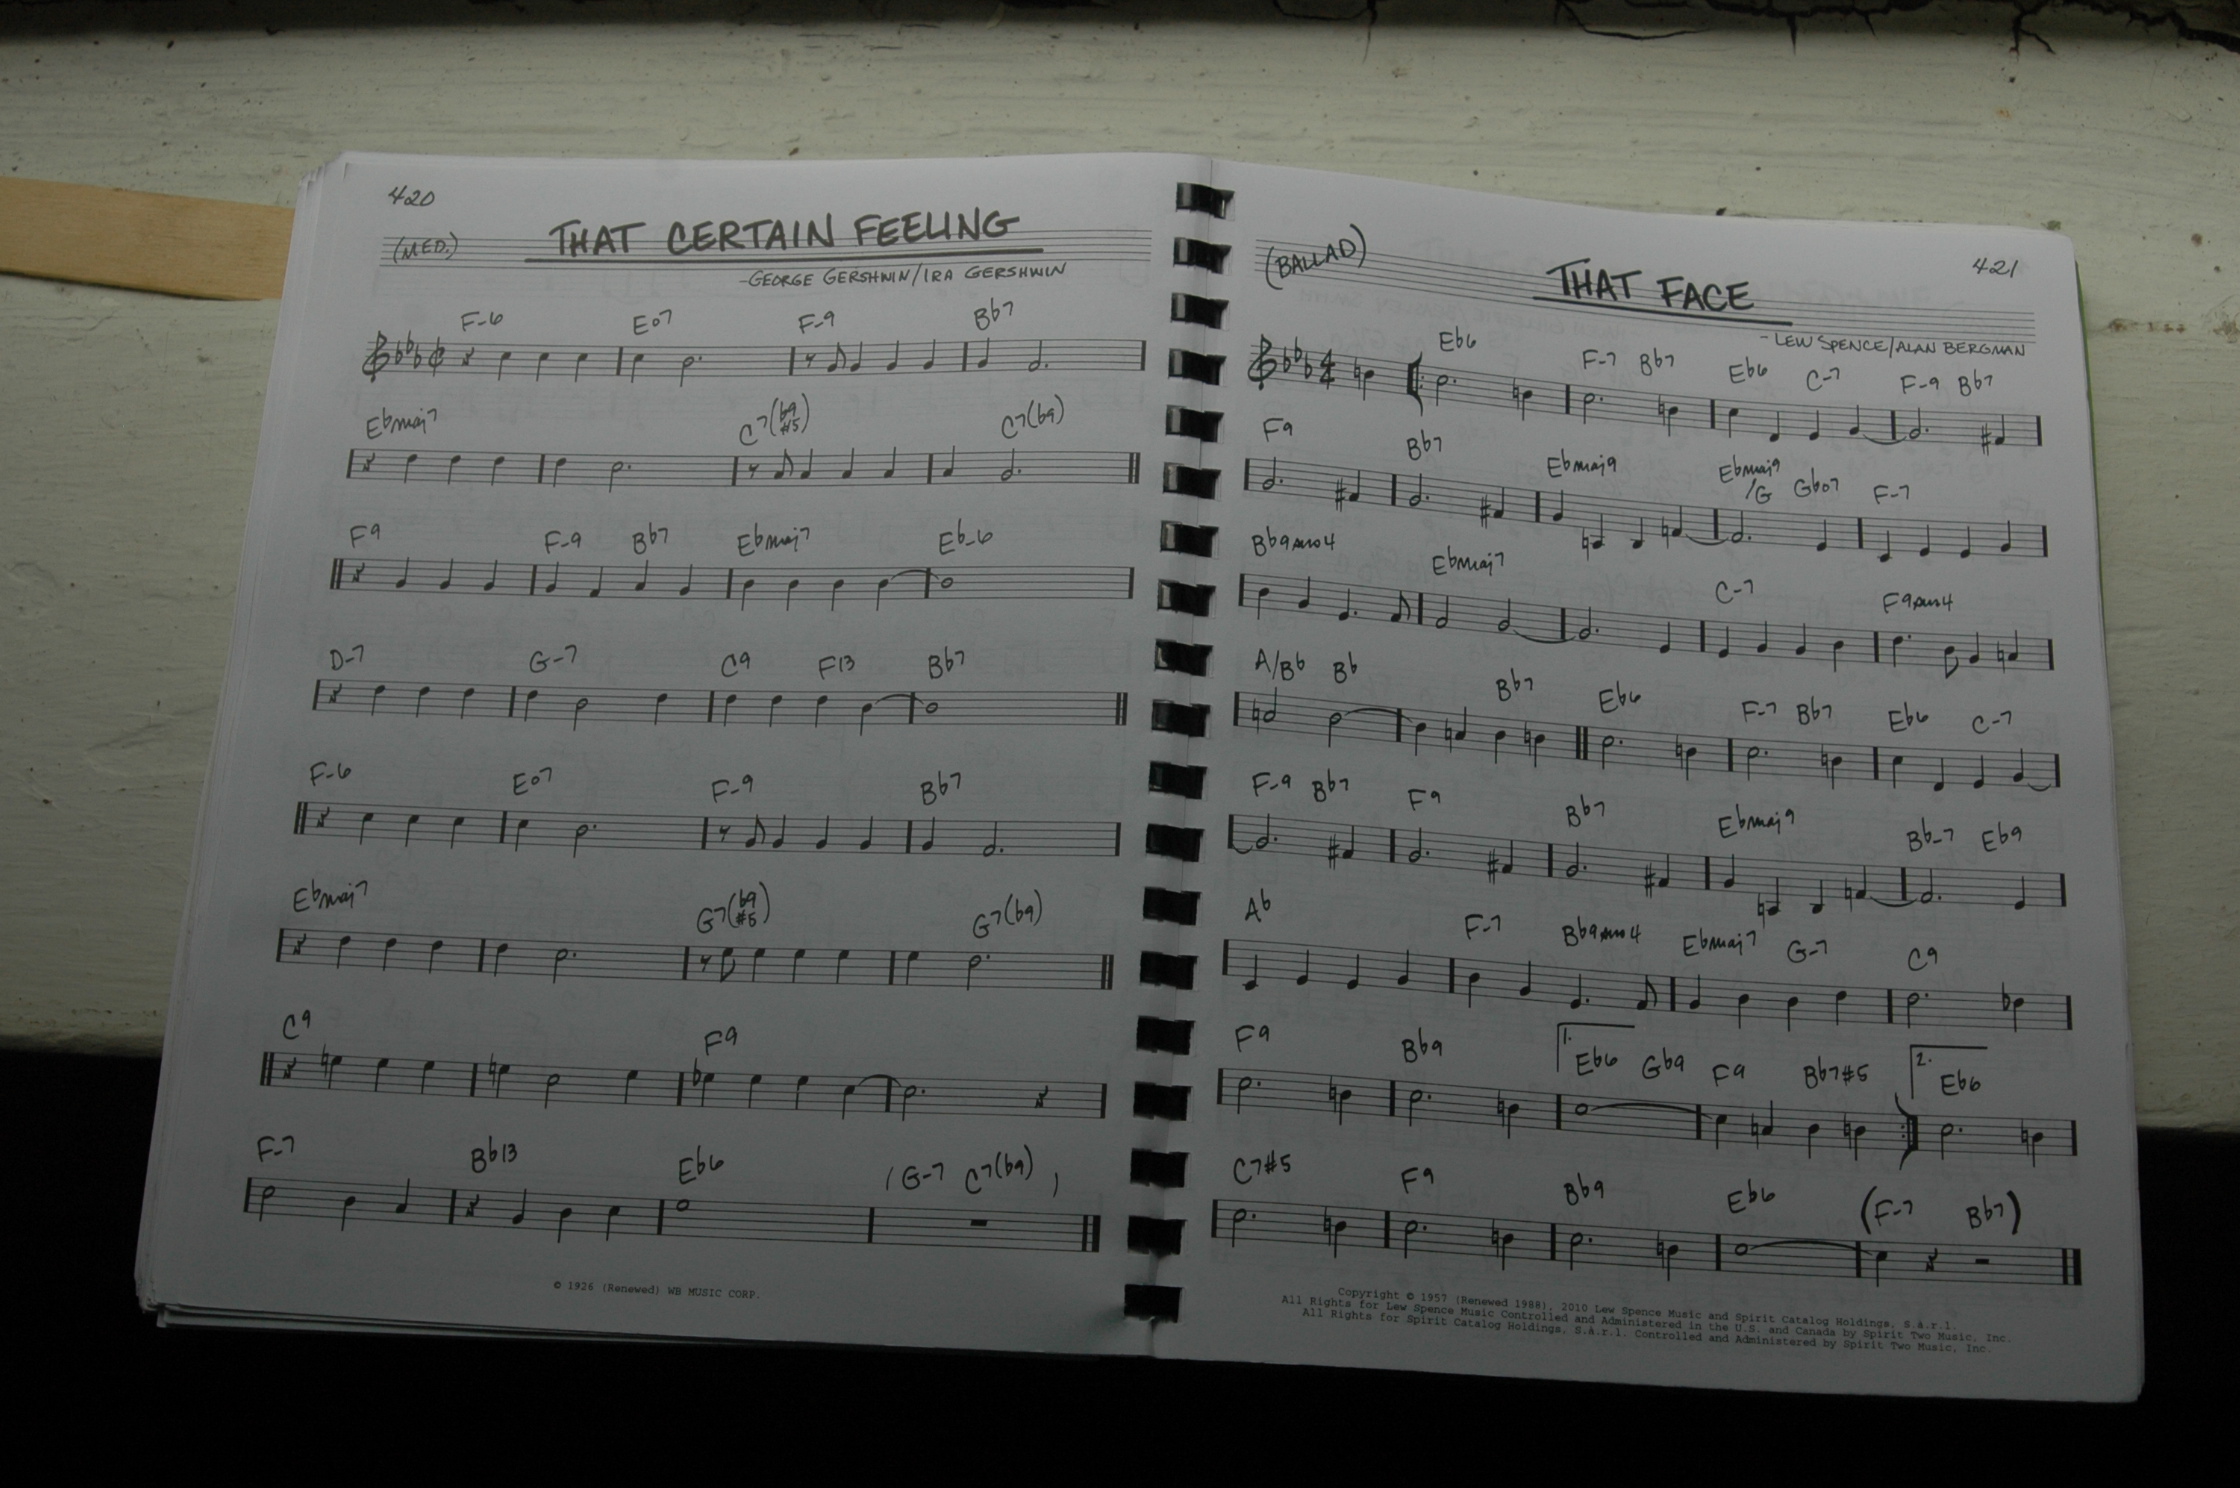 420
(MED.)
THAT CERTAIN FEELING
-GEORGE GERSHWIN/IRA GERSHWIN
F-6 E°7 F-9 Bb7
Ebmaj7 C7(b9 #5) C7(b9)
F9 F-9 Bb7 Ebmaj7 Eb-6
D-7 G-7 C9 F13 Bb7
F-6 E°7 F-9 Bb7
Ebmaj7 G7(b9 #5) G7(b9)
C9 F9
F-7 Bb13 Eb6 (G-7 C7(b9))
© 1926 (Renewed) WB MUSIC CORP.
421
(BALLAD)
THAT FACE
-LEW SPENCE/ALAN BERGMAN
Eb6 F-7 Bb7 Eb6 C-7 F-9 Bb7
F9 Bb7 Ebmaj9 Ebmaj9/G Gb°7 F-7
Bb9sus4 Ebmaj7 C-7 F9sus4
A/Bb Bb Bb7 Eb6 F-7 Bb7 Eb6 C-7
F-9 Bb7 F9 Bb7 Ebmaj9 Bb-7 Eb9
Ab F-7 Bb9sus4 Ebmaj7 G-7 C9
F9 Bb9 1. Eb6 Gb9 F9 Bb7#5 2. Eb6
C7#5 F9 Bb9 Eb6 (F-7 Bb7)
Copyright © 1957 (Renewed 1988), 2010 Lew Spence Music and Spirit Catalog Holdings, S.à.r.l.
All Rights for Lew Spence Music Controlled and Administered in the U.S. and Canada by Spirit Two Music, Inc.
All Rights for Spirit Catalog Holdings, S.à.r.l. Controlled and Administered by Spirit Two Music, Inc.